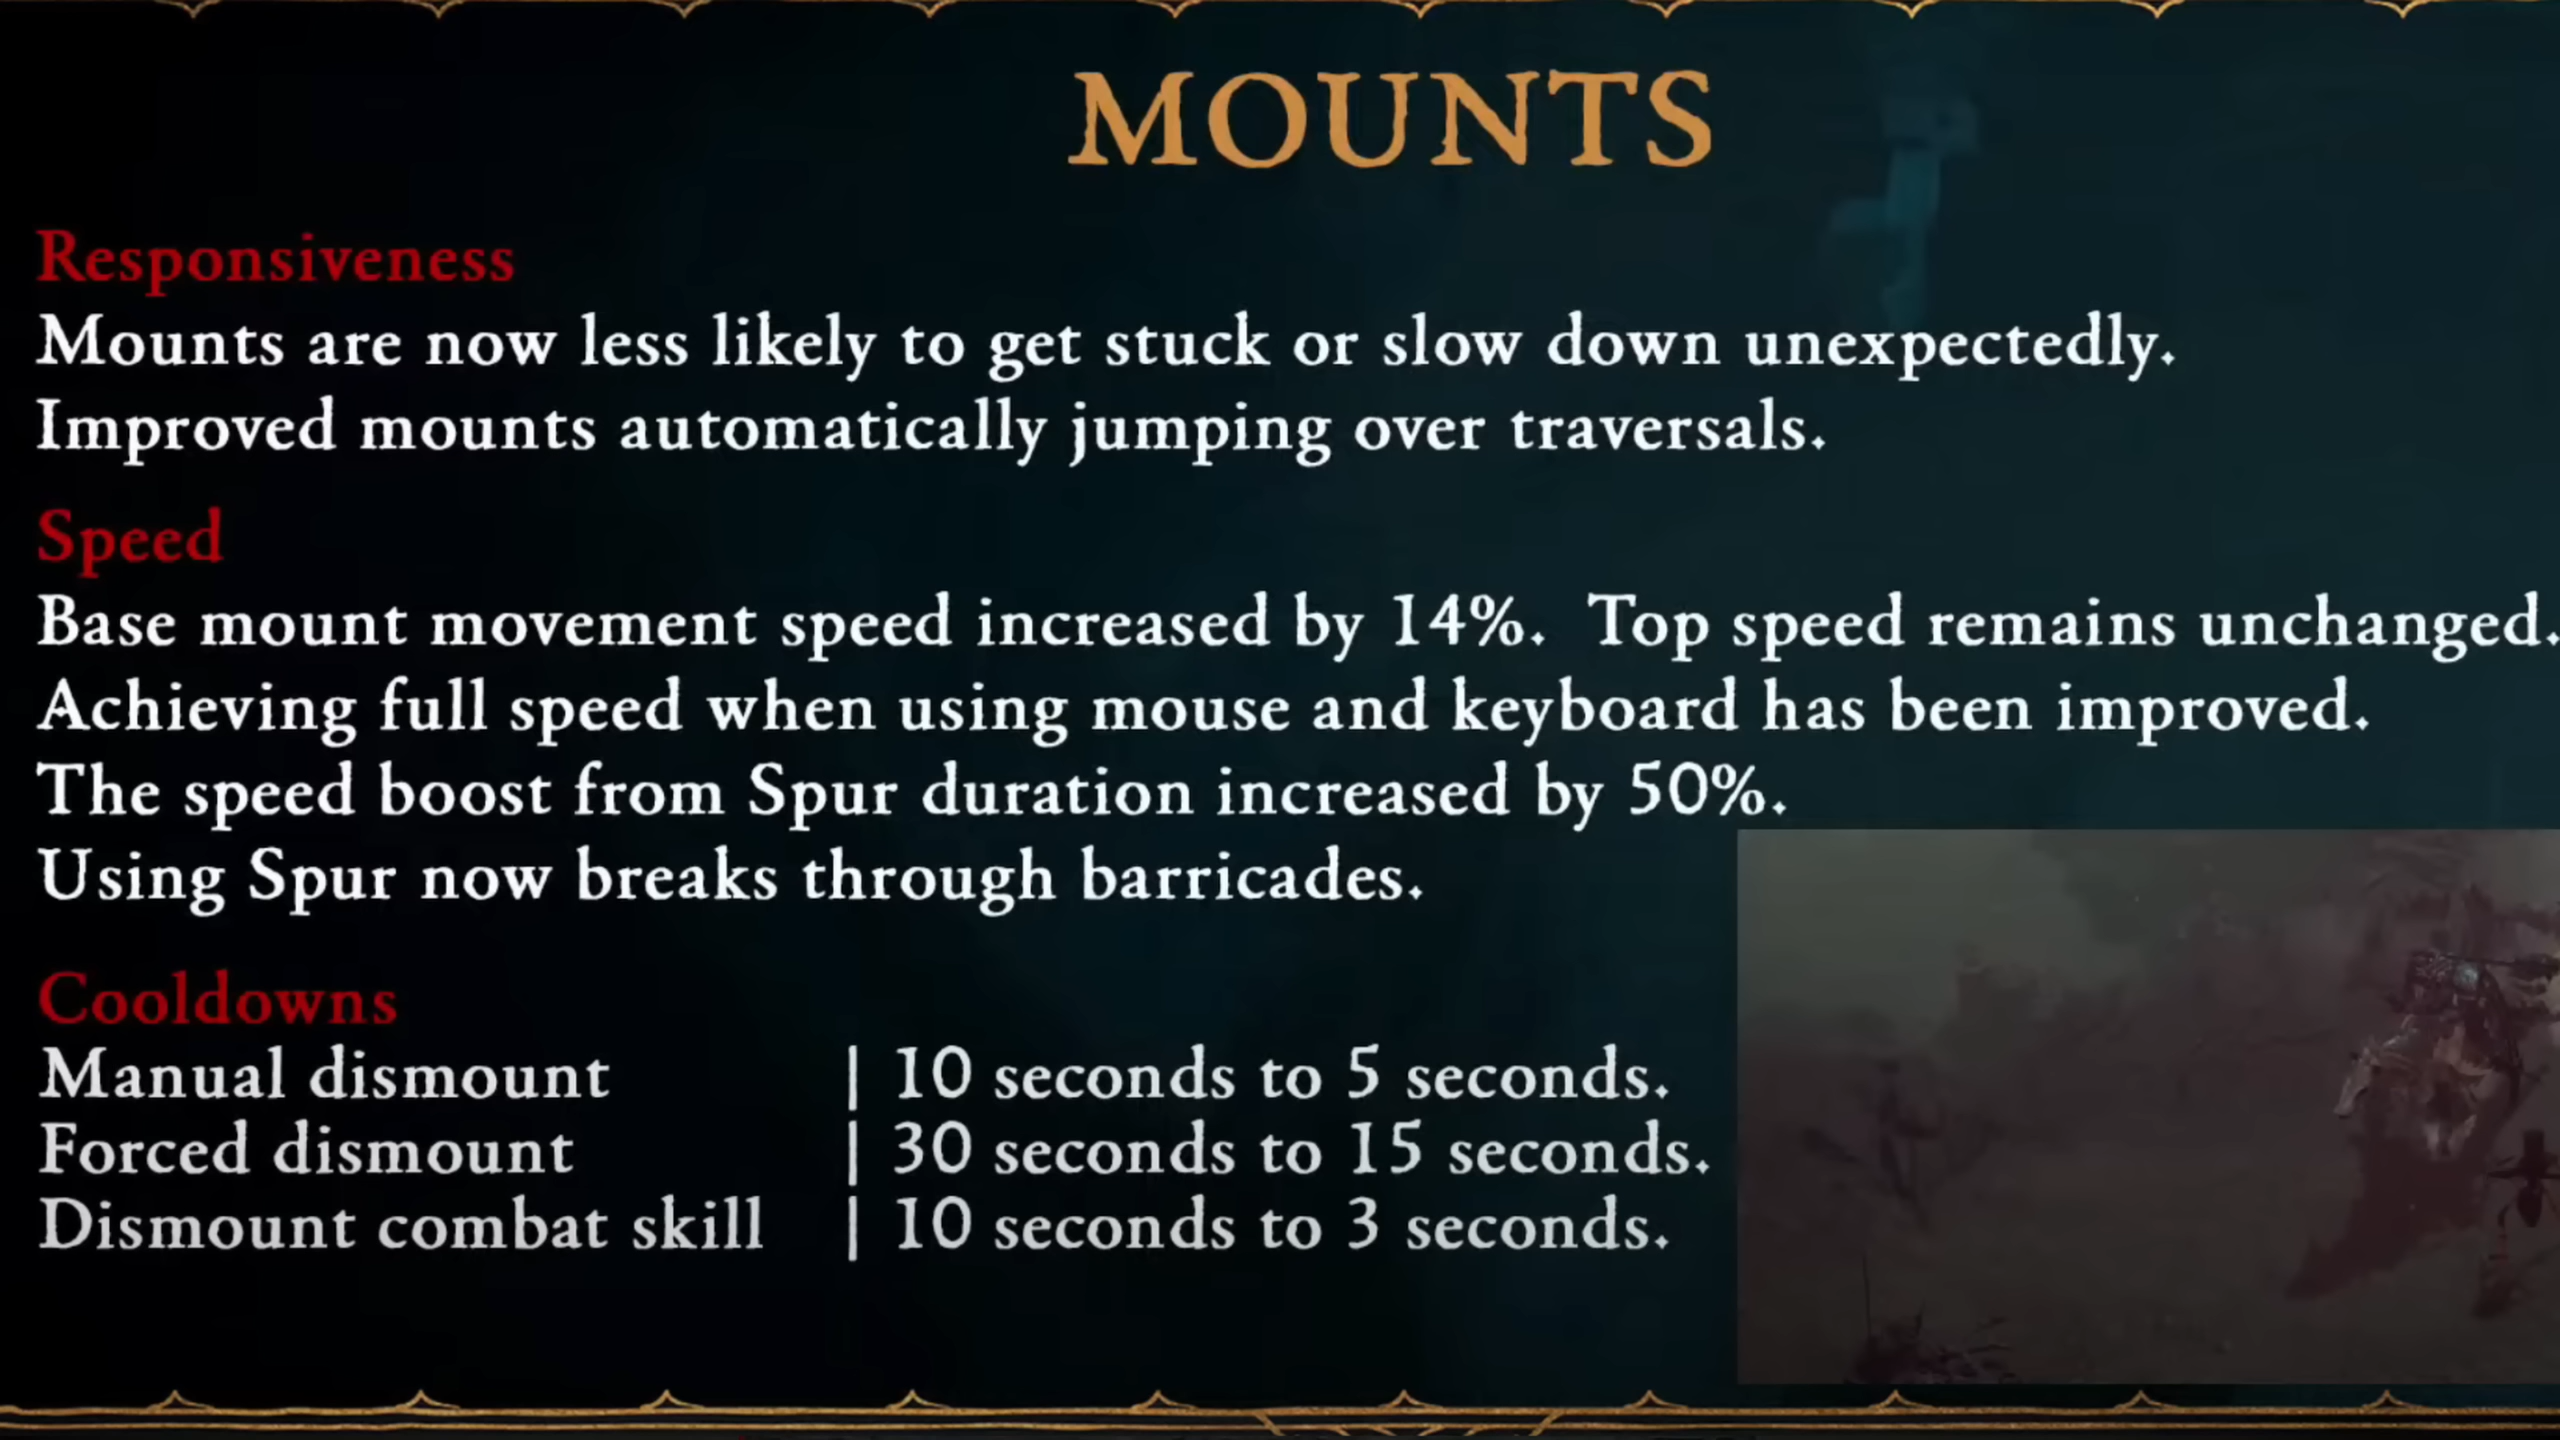 MOUNTS
Responsiveness
Mounts are now less likely to get stuck or slow down unexpectedly.
Improved mounts automatically jumping over traversals.
Speed
Base mount movement speed increased by 14%.  Top speed remains unchanged.
Achieving full speed when using mouse and keyboard has been improved.
The speed boost from Spur duration increased by 50%.
Using Spur now breaks through barricades.
Cooldowns
Manual dismount | 10 seconds to 5 seconds.
Forced dismount | 30 seconds to 15 seconds.
Dismount combat skill | 10 seconds to 3 seconds.